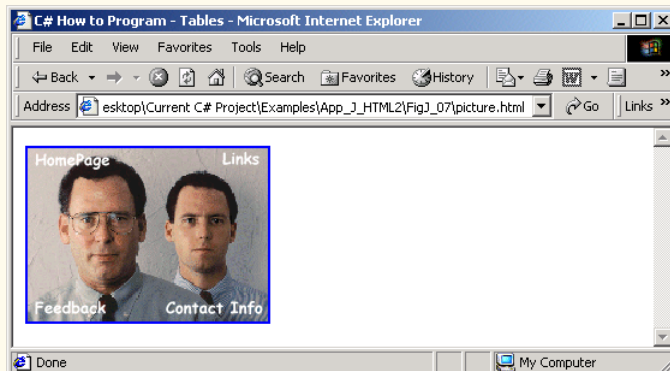 C# How to Program - Tables - Microsoft Internet Explorer
File Edit View Favorites Tools Help
Back Search Favorites History »
Address esktop\Current C# Project\Examples\App_J_HTML2\FigJ_07\picture.html Go Links »
HomePage Links
Feedback Contact Info
Done My Computer